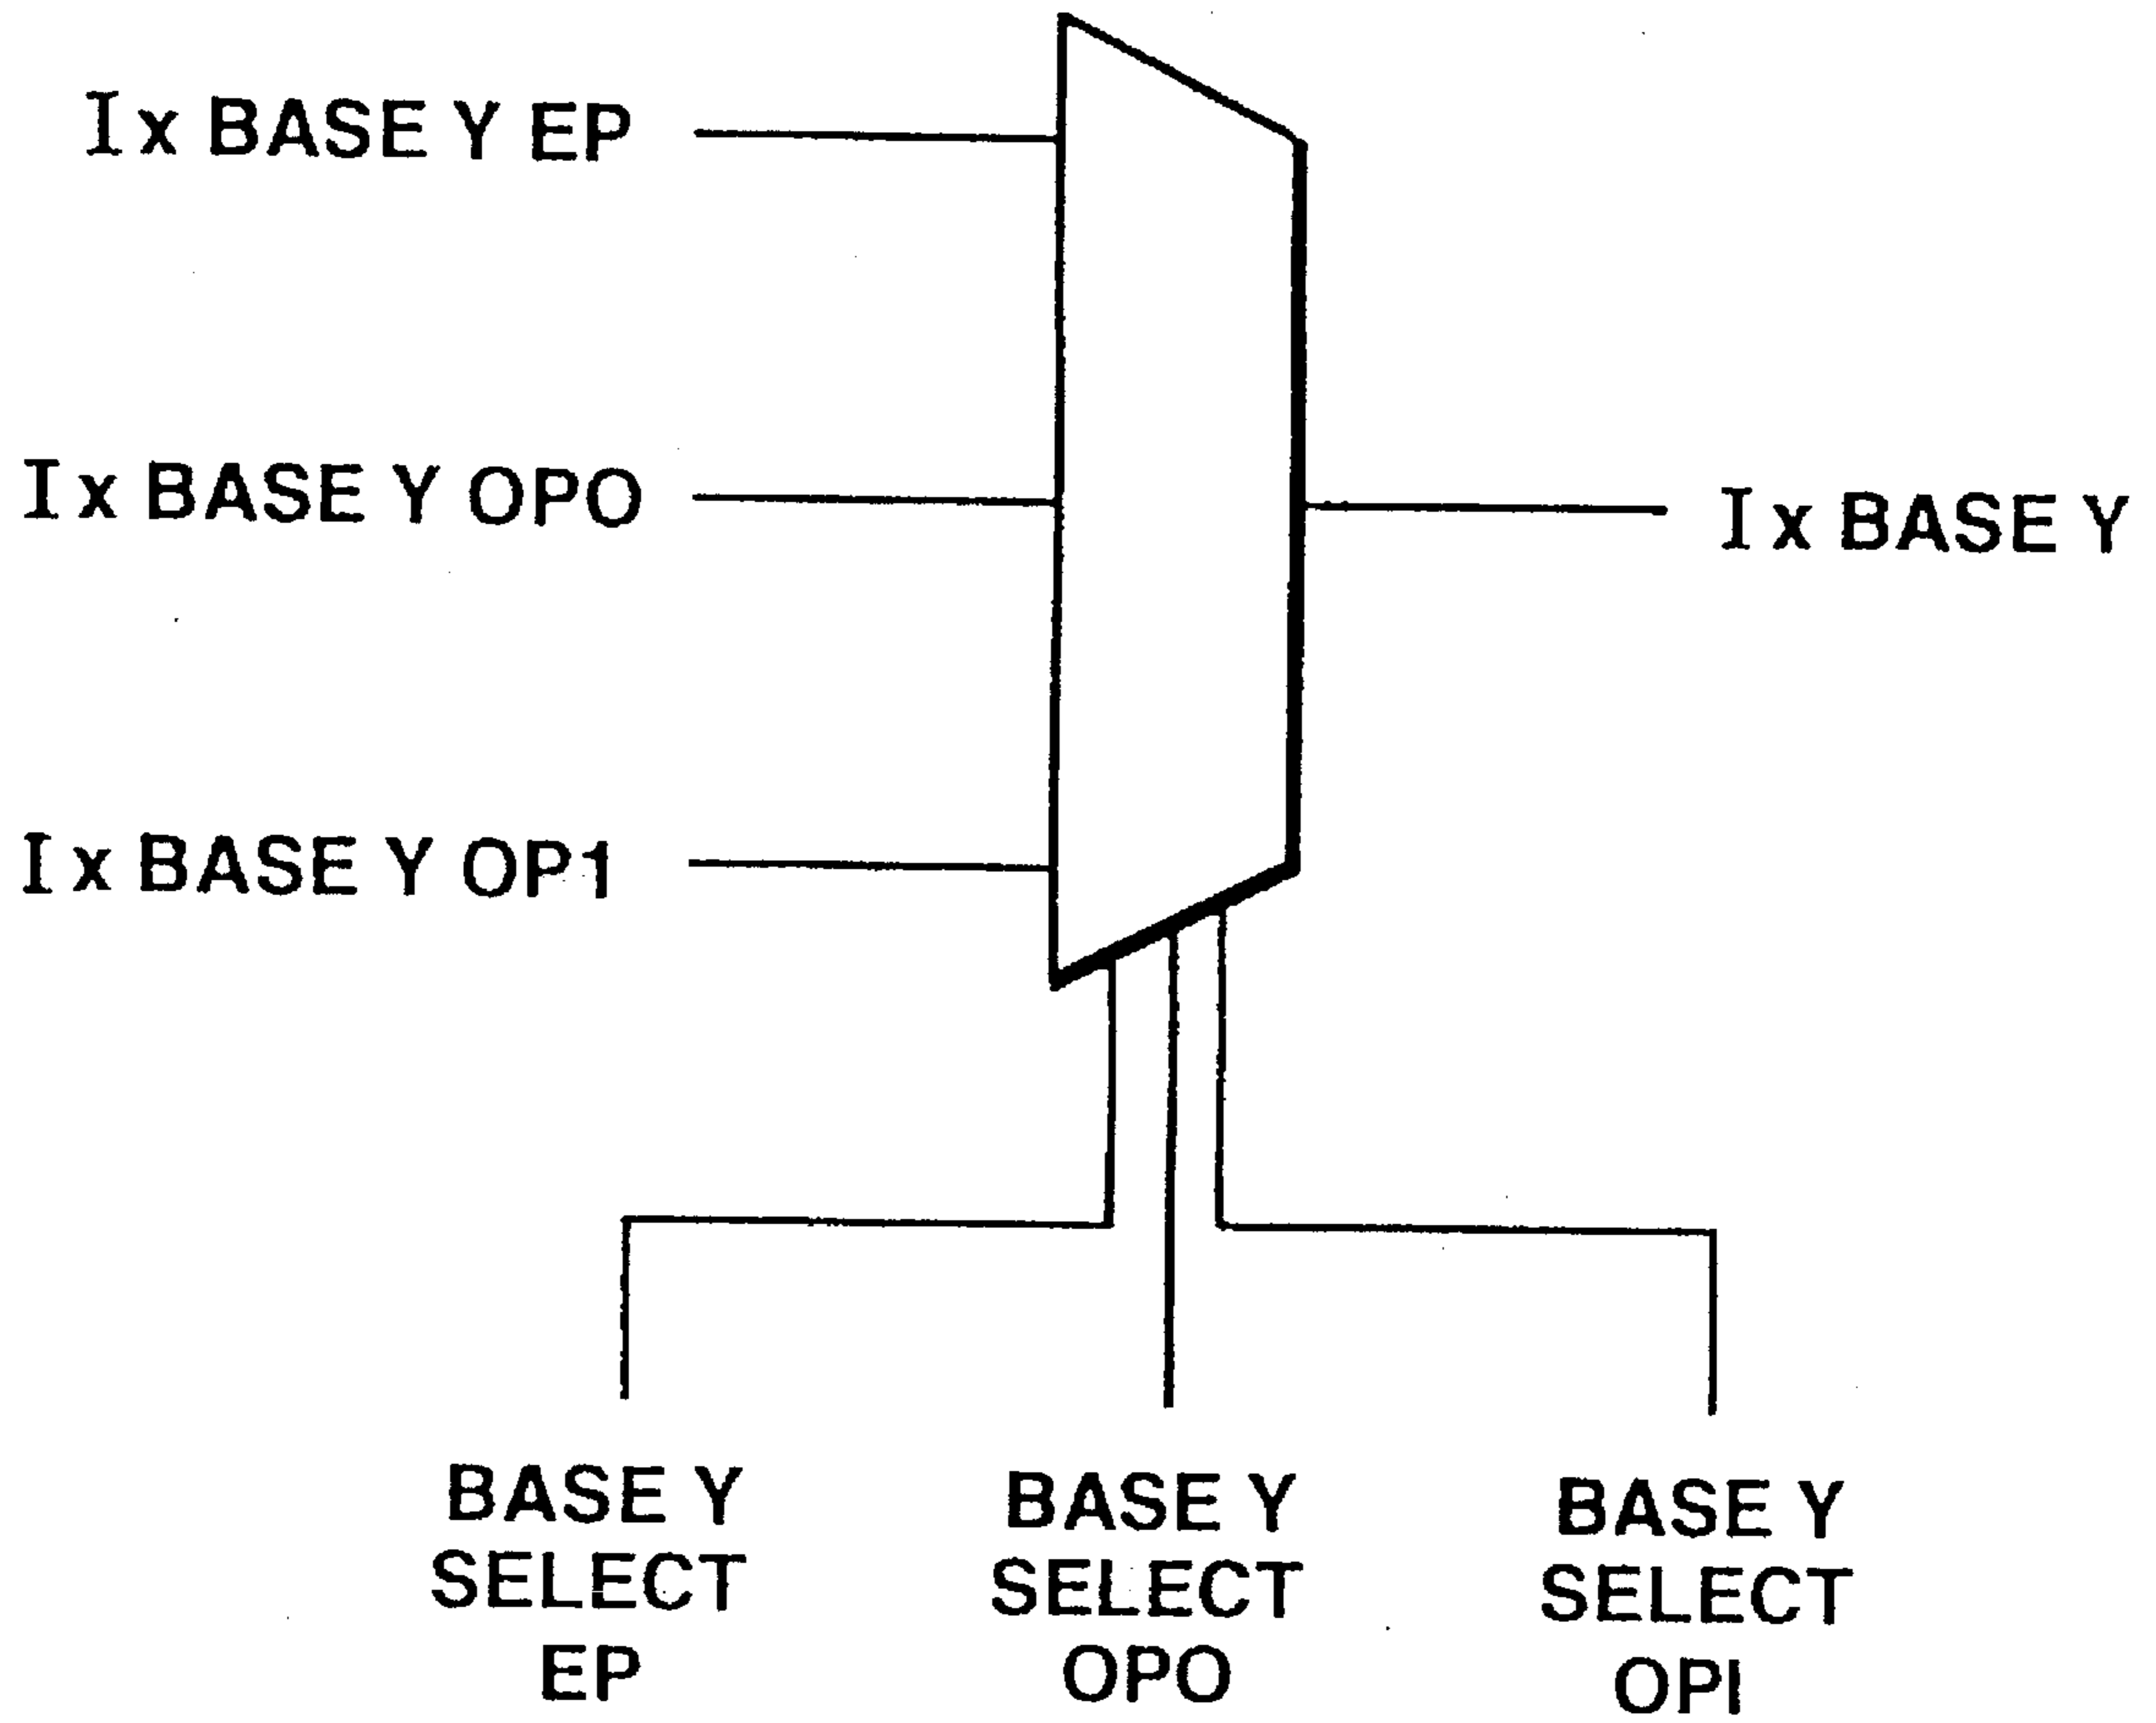 Ix BASE Y EP
Ix BASE Y OPO
Ix BASE Y
Ix BASE Y OP1
BASE Y
SELECT
EP
BASE Y
SELECT
OPO
BASE Y
SELECT
OPI